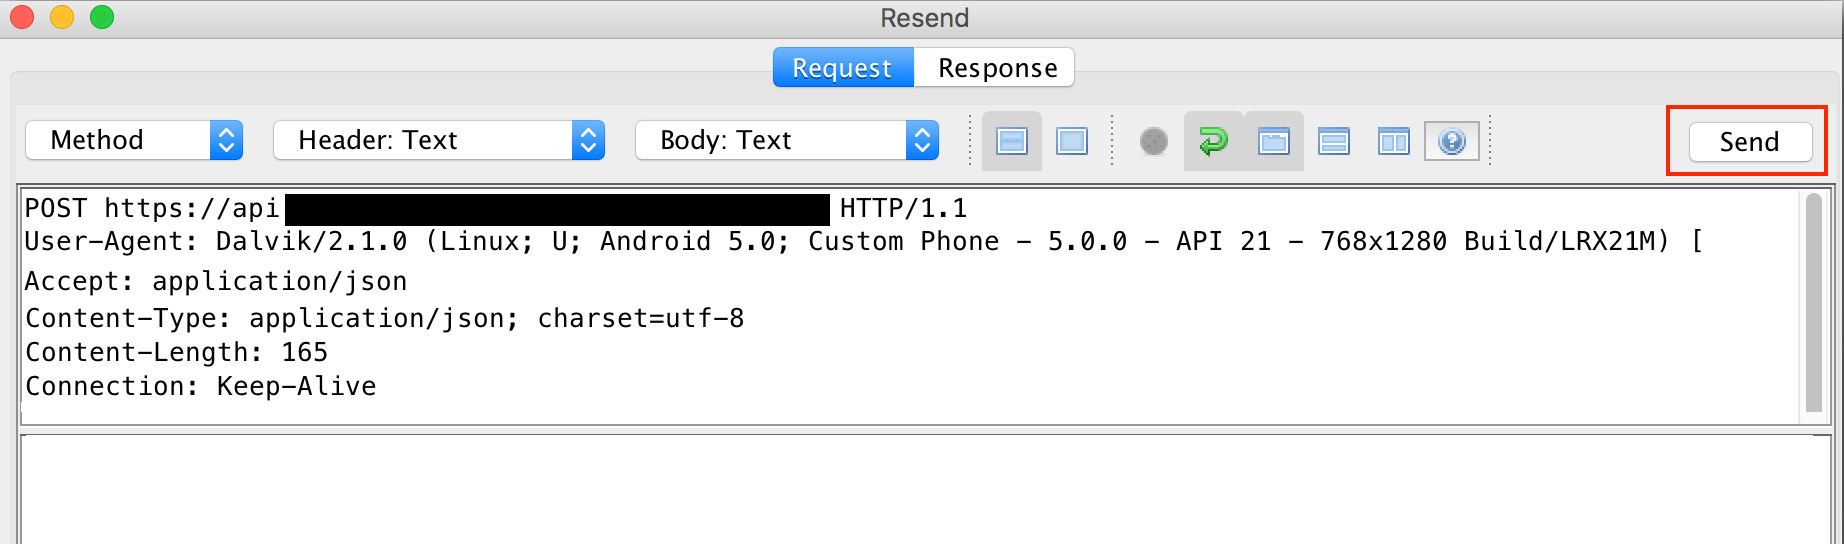 Resend
Request Response
Method Header: Text Body: Text Send
POST https://api HTTP/1.1
User-Agent: Dalvik/2.1.0 (Linux; U; Android 5.0; Custom Phone - 5.0.0 - API 21 - 768x1280 Build/LRX21M) [
Accept: application/json
Content-Type: application/json; charset=utf-8
Content-Length: 165
Connection: Keep-Alive